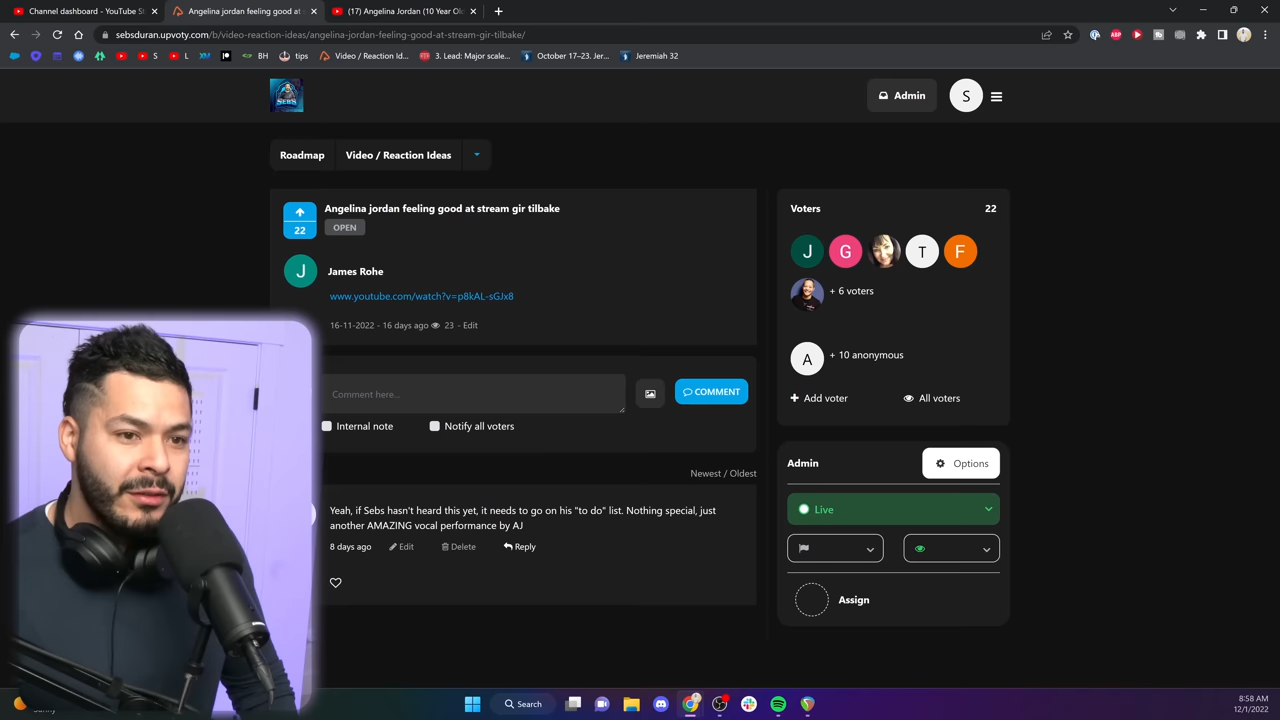 Channel dashboard - YouTube St
Angelina jordan feeling good at s
(17) Angelina Jordan (10 Year Ol
sebsduran.upvoty.com/b/video-reaction-ideas/angelina-jordan-feeling-good-at-stream-gir-tilbake/
S
L
BH
tips
Video / Reaction Id...
3. Lead: Major scale...
October 17–23. Jer...
Jeremiah 32
SEBS
Admin
S
Roadmap
Video / Reaction Ideas
22
Angelina jordan feeling good at stream gir tilbake
OPEN
J
James Rohe
www.youtube.com/watch?v=p8kAL-sGJx8
16-11-2022 - 16 days ago 23 - Edit
Comment here...
COMMENT
Internal note
Notify all voters
Newest / Oldest
Yeah, if Sebs hasn't heard this yet, it needs to go on his "to do" list. Nothing special, just
another AMAZING vocal performance by AJ
8 days ago
Edit
Delete
Reply
Voters
22
J
G
T
F
+ 6 voters
A
+ 10 anonymous
Add voter
All voters
Admin
Options
Live
Assign
Search
8:58 AM
12/1/2022